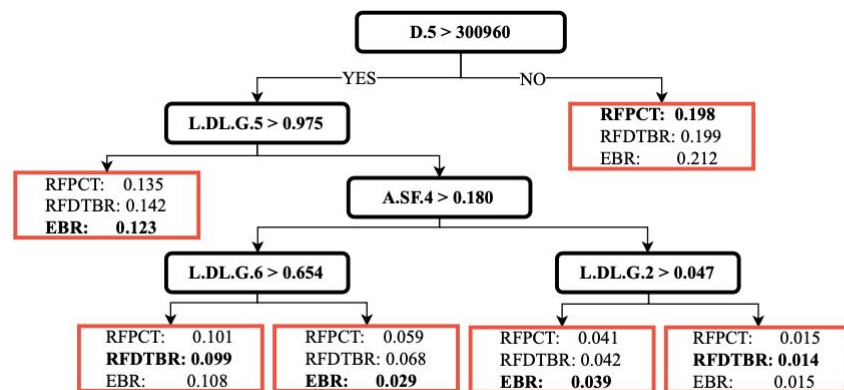 D.5 > 300960
YES
NO
L.DL.G.5 > 0.975
RFPCT: 0.198
RFDTBR: 0.199
EBR: 0.212
RFPCT: 0.135
RFDTBR: 0.142
EBR: 0.123
A.SF.4 > 0.180
L.DL.G.6 > 0.654
L.DL.G.2 > 0.047
RFPCT: 0.101
RFDTBR: 0.099
EBR: 0.108
RFPCT: 0.059
RFDTBR: 0.068
EBR: 0.029
RFPCT: 0.041
RFDTBR: 0.042
EBR: 0.039
RFPCT: 0.015
RFDTBR: 0.014
EBR: 0.015